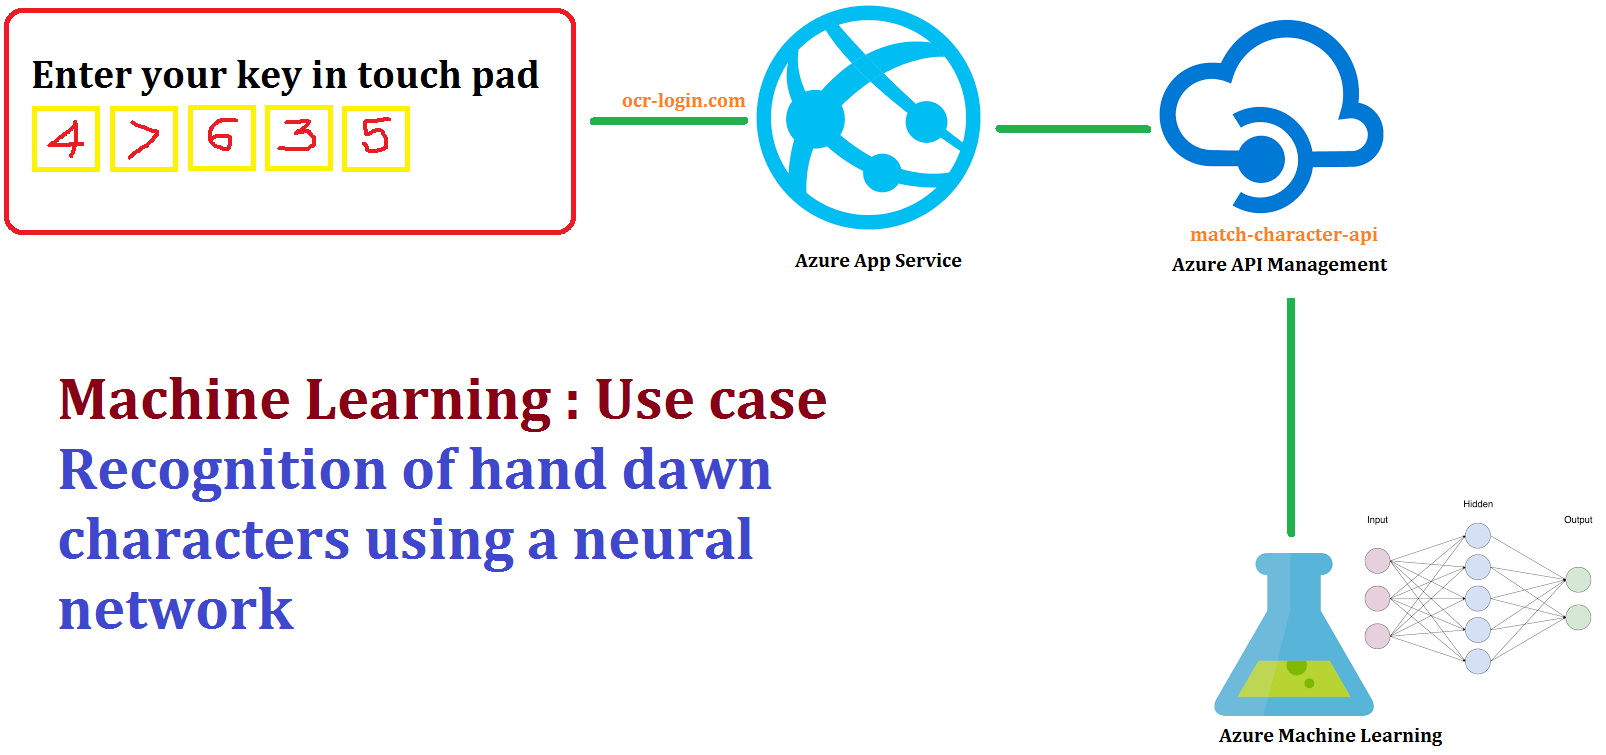 Enter your key in touch pad
4 > 6 3 5
ocr-login.com
Azure App Service
match-character-api
Azure API Management
Machine Learning : Use case
Recognition of hand dawn
characters using a neural
network
Hidden
Input
Output
Azure Machine Learning